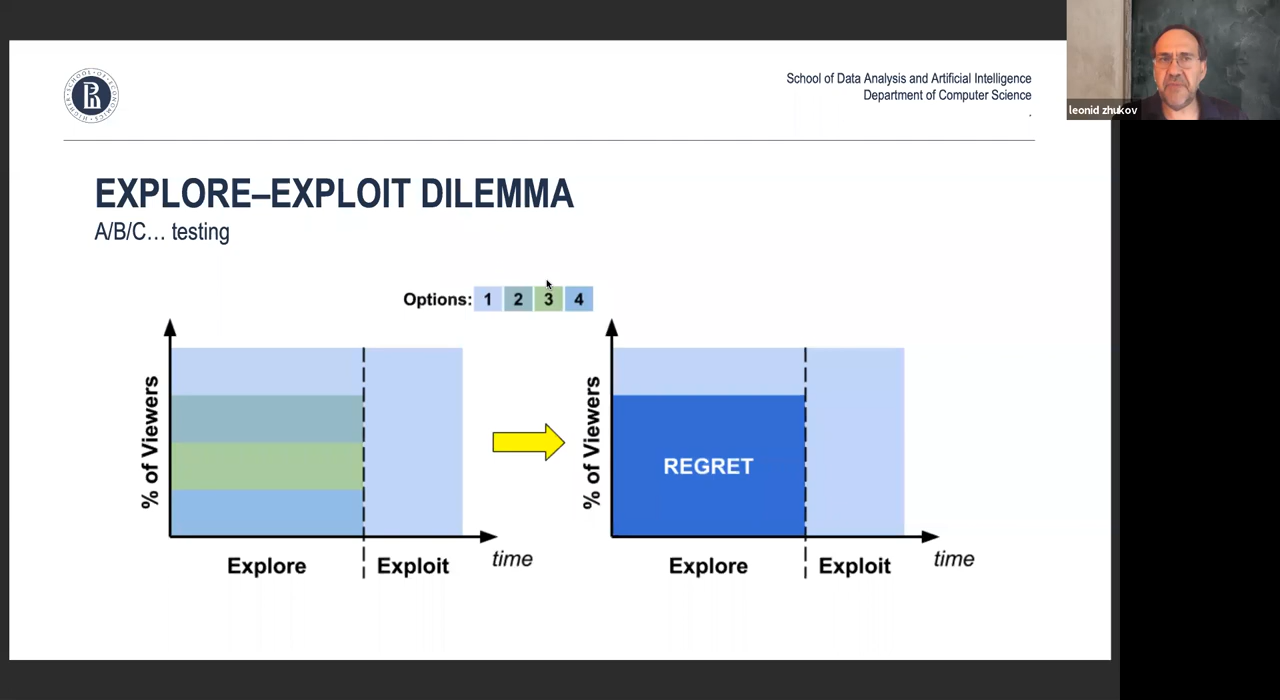 School of Data Analysis and Artificial Intelligence
Department of Computer Science
.
leonid zhukov
EXPLORE–EXPLOIT DILEMMA
A/B/C… testing
Options: 1 2 3 4
% of Viewers
Explore
Exploit
time
% of Viewers
REGRET
Explore
Exploit
time